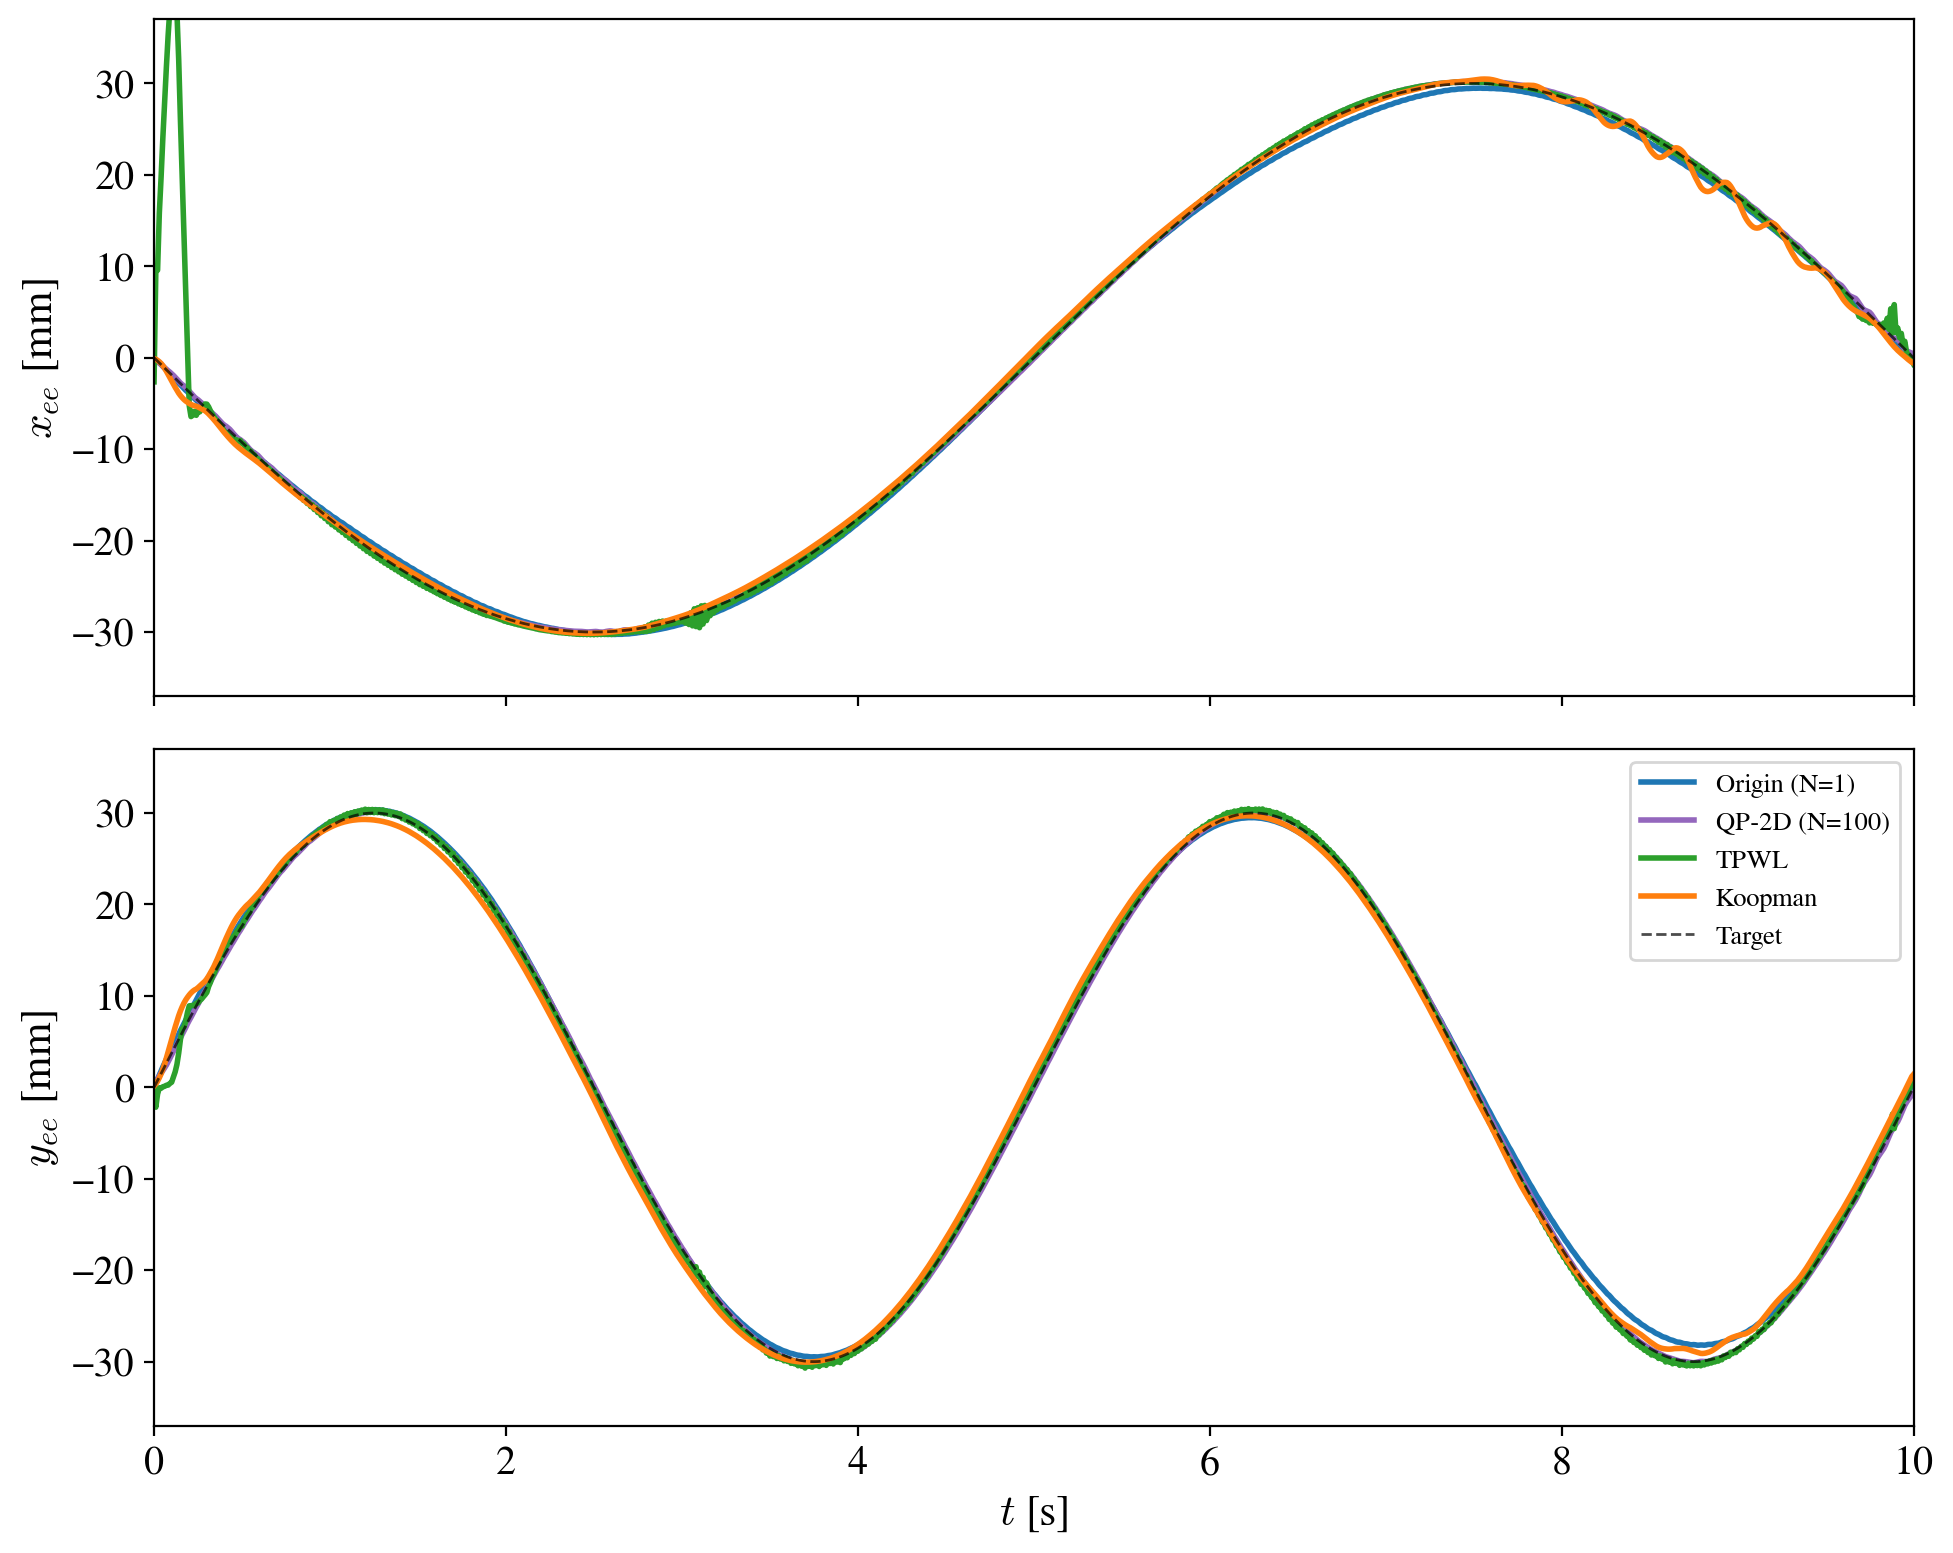 30
20
10
0
−10
−20
−30
x_ee [mm]
30
20
10
0
−10
−20
−30
y_ee [mm]
Origin (N=1)
QP-2D (N=100)
TPWL
Koopman
Target
0 2 4 6 8 10
t [s]